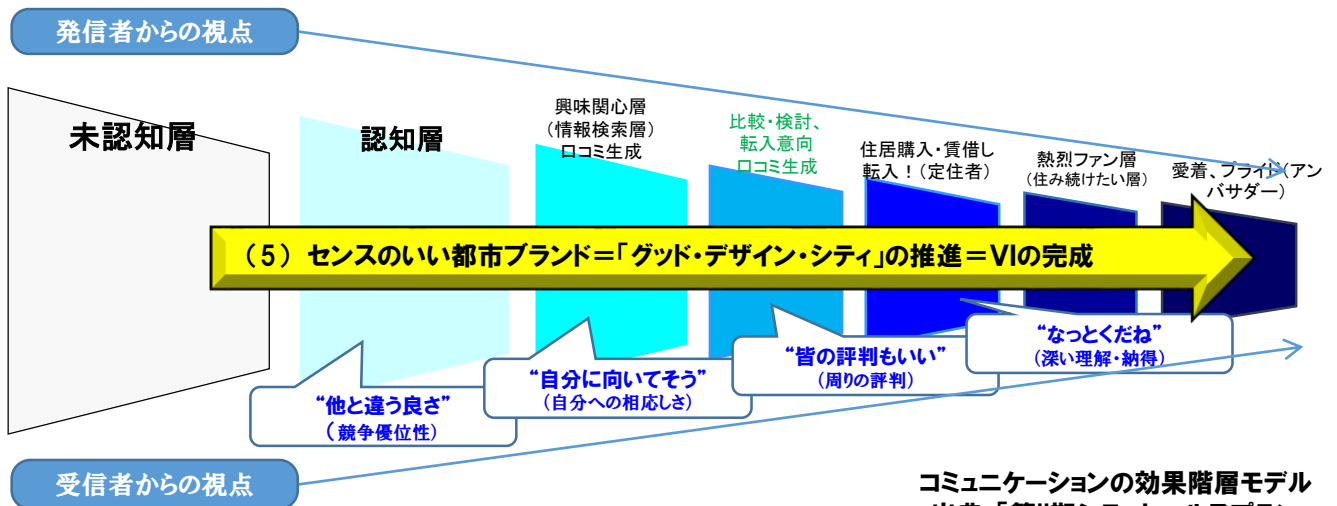 発信者からの視点
未認知層
認知層
興味関心層
(情報検索層)
口コミ生成
比較・検討、
転入意向
口コミ生成
住居購入・賃借し
転入！(定住者)
熱烈ファン層
(住み続けたい層)
愛着、プライド(アン
バサダー)
(5) センスのいい都市ブランド=「グッド・デザイン・シティ」の推進=VIの完成
“他と違う良さ”
(競争優位性)
“自分に向いてそう”
(自分への相応しさ)
“皆の評判もいい”
(周りの評判)
“なっとくだね”
(深い理解・納得)
受信者からの視点
コミュニケーションの効果階層モデル